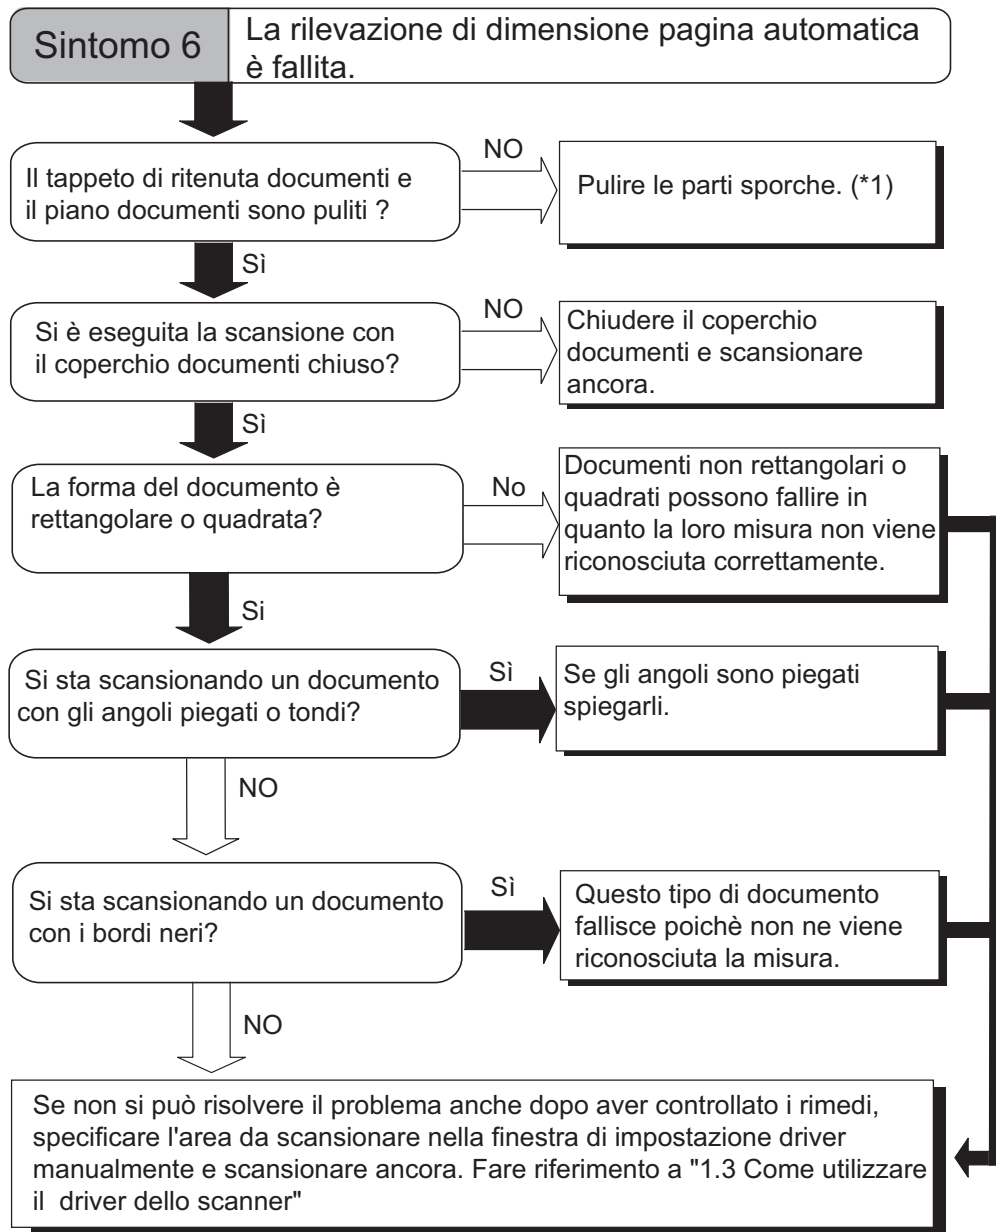 Sintomo 6
La rilevazione di dimensione pagina automatica
è fallita.
Il tappeto di ritenuta documenti e
il piano documenti sono puliti ?
NO
Pulire le parti sporche. (*1)
Sì
Si è eseguita la scansione con
il coperchio documenti chiuso?
NO
Chiudere il coperchio
documenti e scansionare
ancora.
Sì
La forma del documento è
rettangolare o quadrata?
No
Documenti non rettangolari o
quadrati possono fallire in
quanto la loro misura non viene
riconosciuta correttamente.
Si
Si sta scansionando un documento
con gli angoli piegati o tondi?
Sì
Se gli angoli sono piegati
spiegarli.
NO
Si sta scansionando un documento
con i bordi neri?
Sì
Questo tipo di documento
fallisce poichè non ne viene
riconosciuta la misura.
NO
Se non si può risolvere il problema anche dopo aver controllato i rimedi,
specificare l'area da scansionare nella finestra di impostazione driver
manualmente e scansionare ancora. Fare riferimento a "1.3 Come utilizzare
il driver dello scanner"